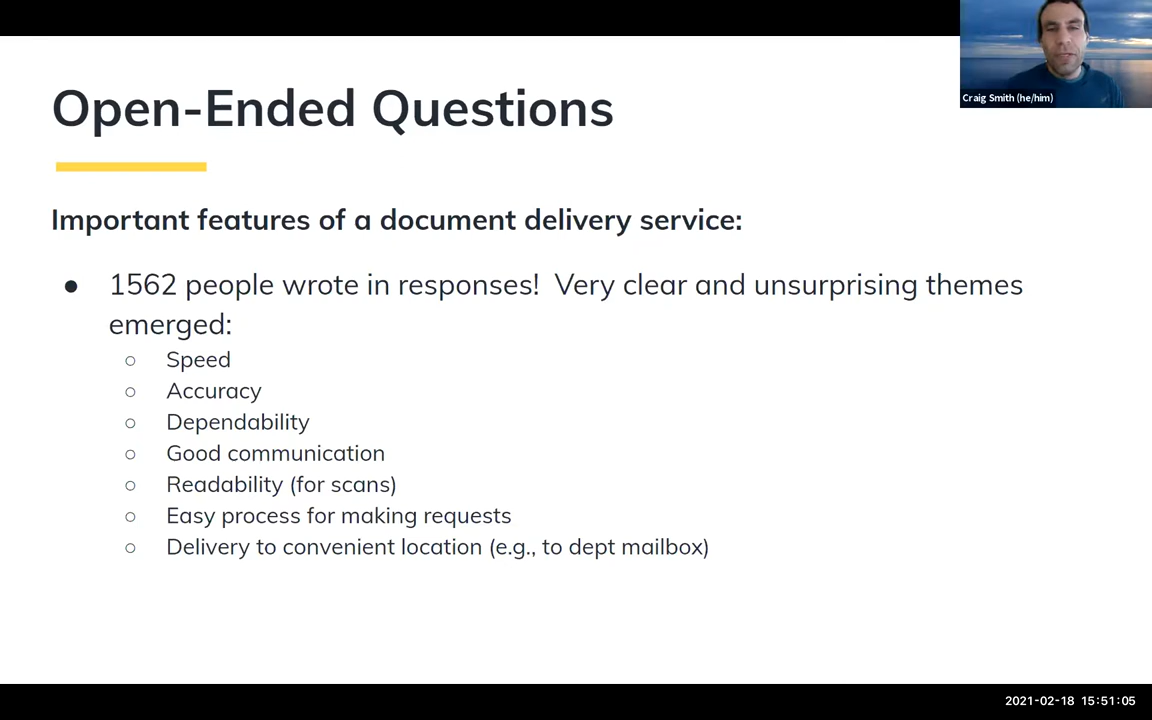 Open-Ended Questions
Craig Smith (he/him)
Important features of a document delivery service:
● 1562 people wrote in responses!  Very clear and unsurprising themes
emerged:
○ Speed
○ Accuracy
○ Dependability
○ Good communication
○ Readability (for scans)
○ Easy process for making requests
○ Delivery to convenient location (e.g., to dept mailbox)
2021-02-18 15:51:05